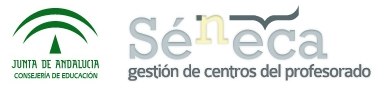 JUNTA DE ANDALUCIA
CONSEJERÍA DE EDUCACIÓN
Séneca
gestión de centros del profesorado